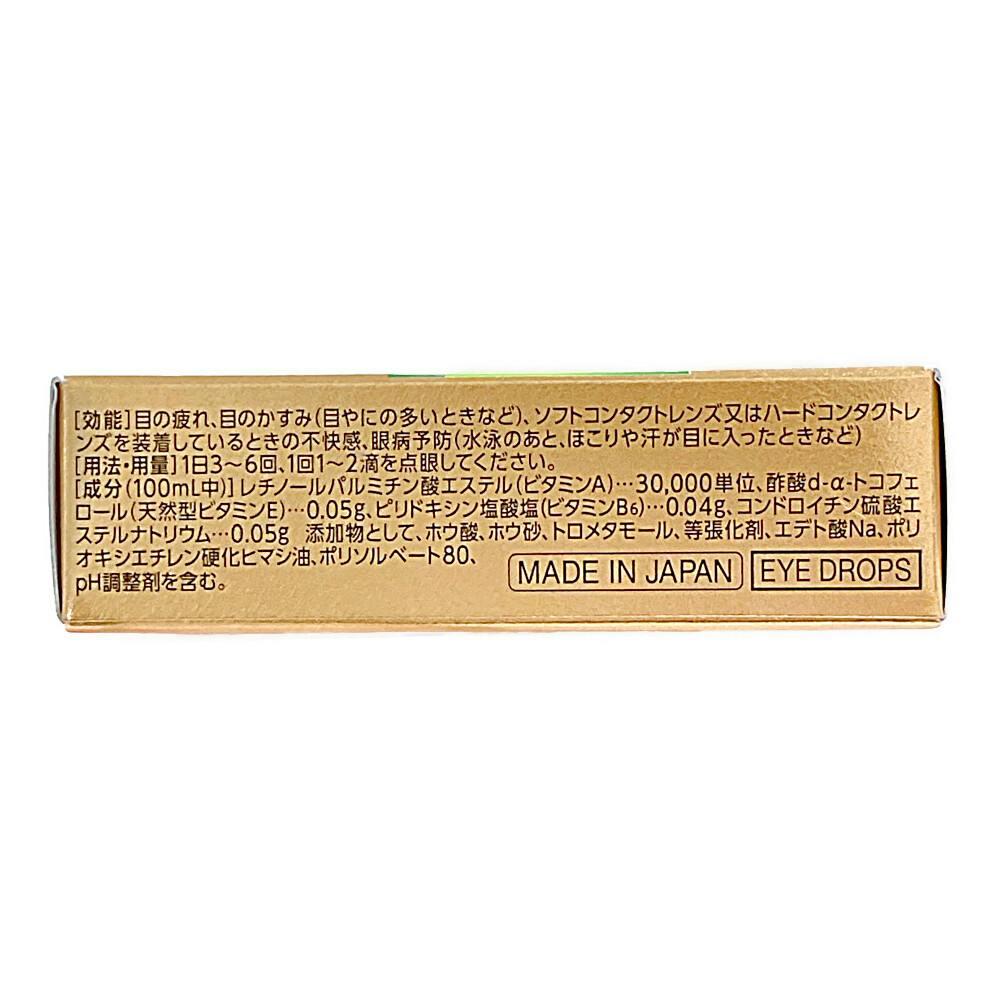 [効能]目の疲れ、目のかすみ(目やにの多いときなど)、ソフトコンタクトレンズ又はハードコンタクトレ
ンズを装着しているときの不快感、眼病予防(水泳のあと、ほこりや汗が目に入ったときなど)
[用法・用量]1日3〜6回、1回1〜2滴を点眼してください。
[成分(100mL中)]レチノールパルミチン酸エステル(ビタミンA)…30,000単位、酢酸d-α-トコフェ
ロール(天然型ビタミンE)…0.05g、ピリドキシン塩酸塩(ビタミンB₆)…0.04g、コンドロイチン硫酸エ
ステルナトリウム…0.05g 添加物として、ホウ酸、ホウ砂、トロメタモール、等張化剤、エデト酸Na、ポリ
オキシエチレン硬化ヒマシ油、ポリソルベート80、
pH調整剤を含む。
MADE IN JAPAN EYE DROPS